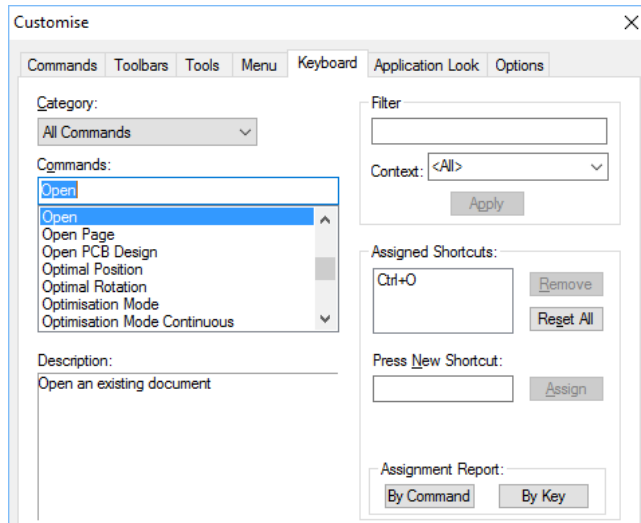 Customise
Commands Toolbars Tools Menu Keyboard Application Look Options
Category:
All Commands
Commands:
Open
Open
Open Page
Open PCB Design
Optimal Position
Optimal Rotation
Optimisation Mode
Optimisation Mode Continuous
Description:
Open an existing document
Filter
Context: <All>
Apply
Assigned Shortcuts:
Ctrl+O
Remove
Reset All
Press New Shortcut:
Assign
Assignment Report:
By Command By Key